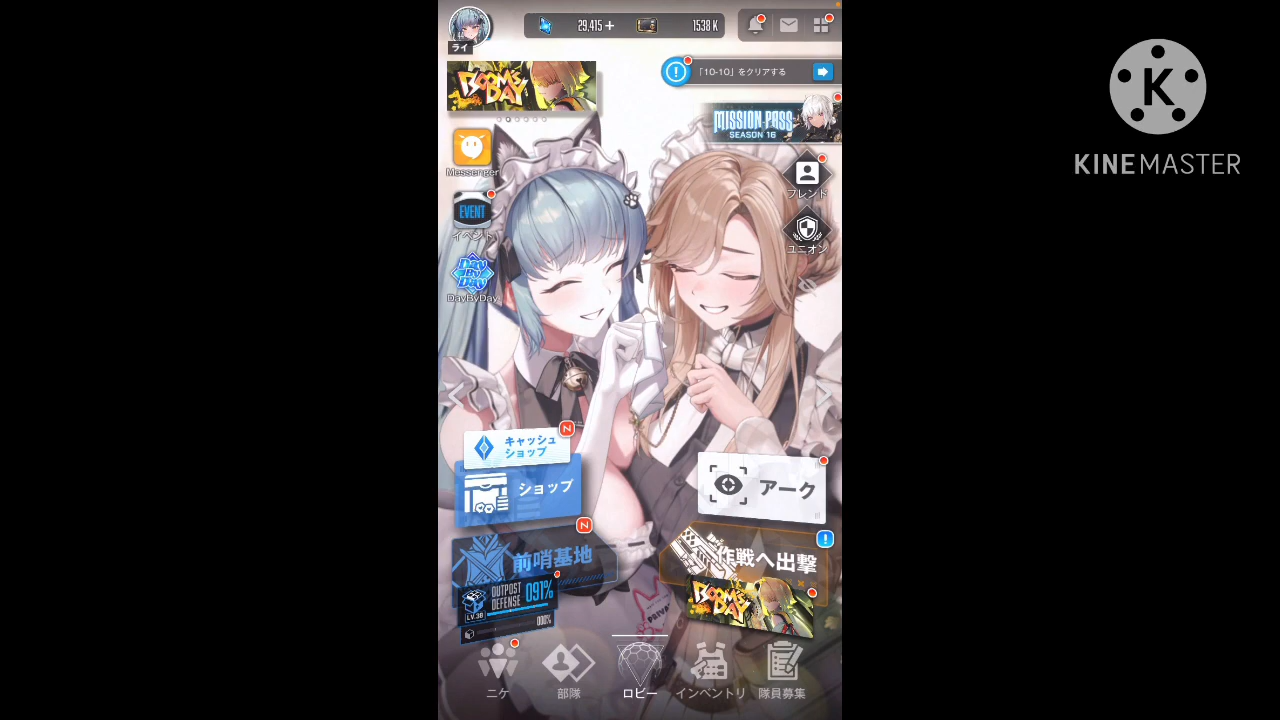 29,415 +
1538 K
ライ
「10-10」をクリアする
BOOM'S DAY
MISSION PASS
SEASON 16
Messenger
フレンド
EVENT
イベント
ユニオン
Day By Day
DayByDay
K
KINEMASTER
N
キャッシュ
ショップ
ショップ
アーク
N
前哨基地
作戦へ出撃
OUTPOST
DEFENSE
091%
LV.38
000%
BOOM'S DAY
PRIVA
ニケ
部隊
ロビー
インベントリ
隊員募集